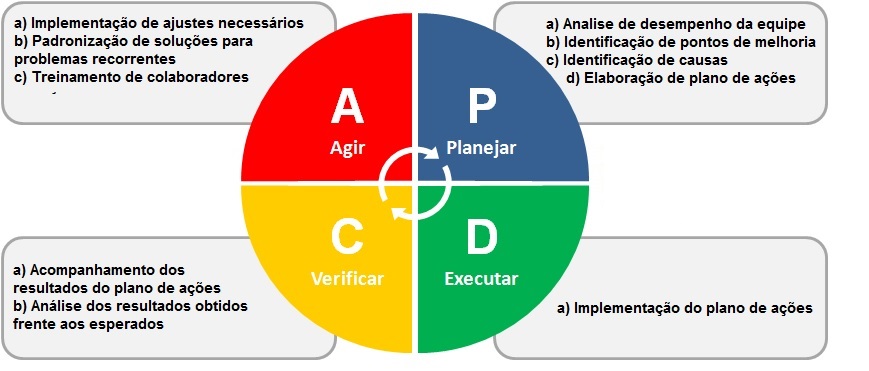 a) Implementação de ajustes necessários
b) Padronização de soluções para
problemas recorrentes
c) Treinamento de colaboradores
a) Analise de desempenho da equipe
b) Identificação de pontos de melhoria
c) Identificação de causas
d) Elaboração de plano de ações
A
Agir
P
Planejar
C
Verificar
D
Executar
a) Acompanhamento dos
resultados do plano de ações
b) Análise dos resultados obtidos
frente aos esperados
a) Implementação do plano de ações